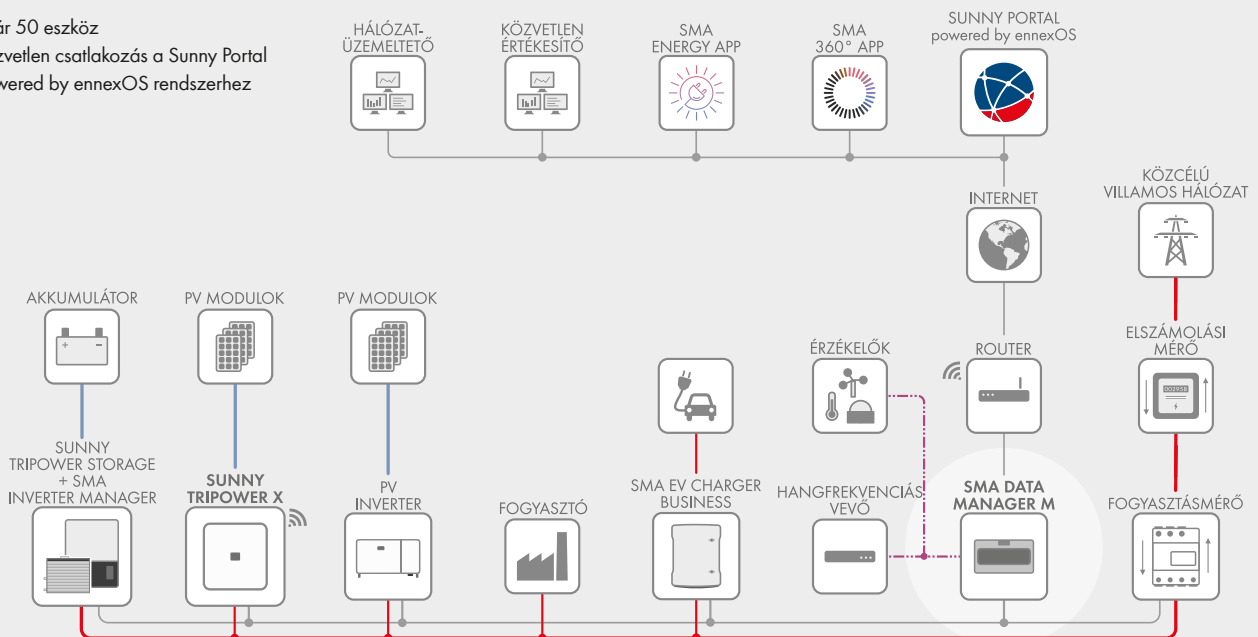 50 eszköz
csatlakozás a Sunny Portal
by ennexOS rendszerhez
HÁLÓZAT-
ÜZEMELTETŐ
KÖZVETLEN
ÉRTÉKESÍTŐ
SMA
ENERGY APP
SMA
360° APP
SUNNY PORTAL
powered by ennexOS
INTERNET
KÖZCÉLÚ
VILLAMOS HÁLÓZAT
AKKUMULÁTOR
PV MODULOK
PV MODULOK
ÉRZÉKELŐK
ROUTER
ELSZÁMOLÁSI
MÉRŐ
002956
SUNNY
TRIPOWER STORAGE
+ SMA
INVERTER MANAGER
SUNNY
TRIPOWER X
PV
INVERTER
FOGYASZTÓ
SMA EV CHARGER
BUSINESS
HANGFREKVENCIÁS
VEVŐ
SMA DATA
MANAGER M
FOGYASZTÁSMÉRŐ